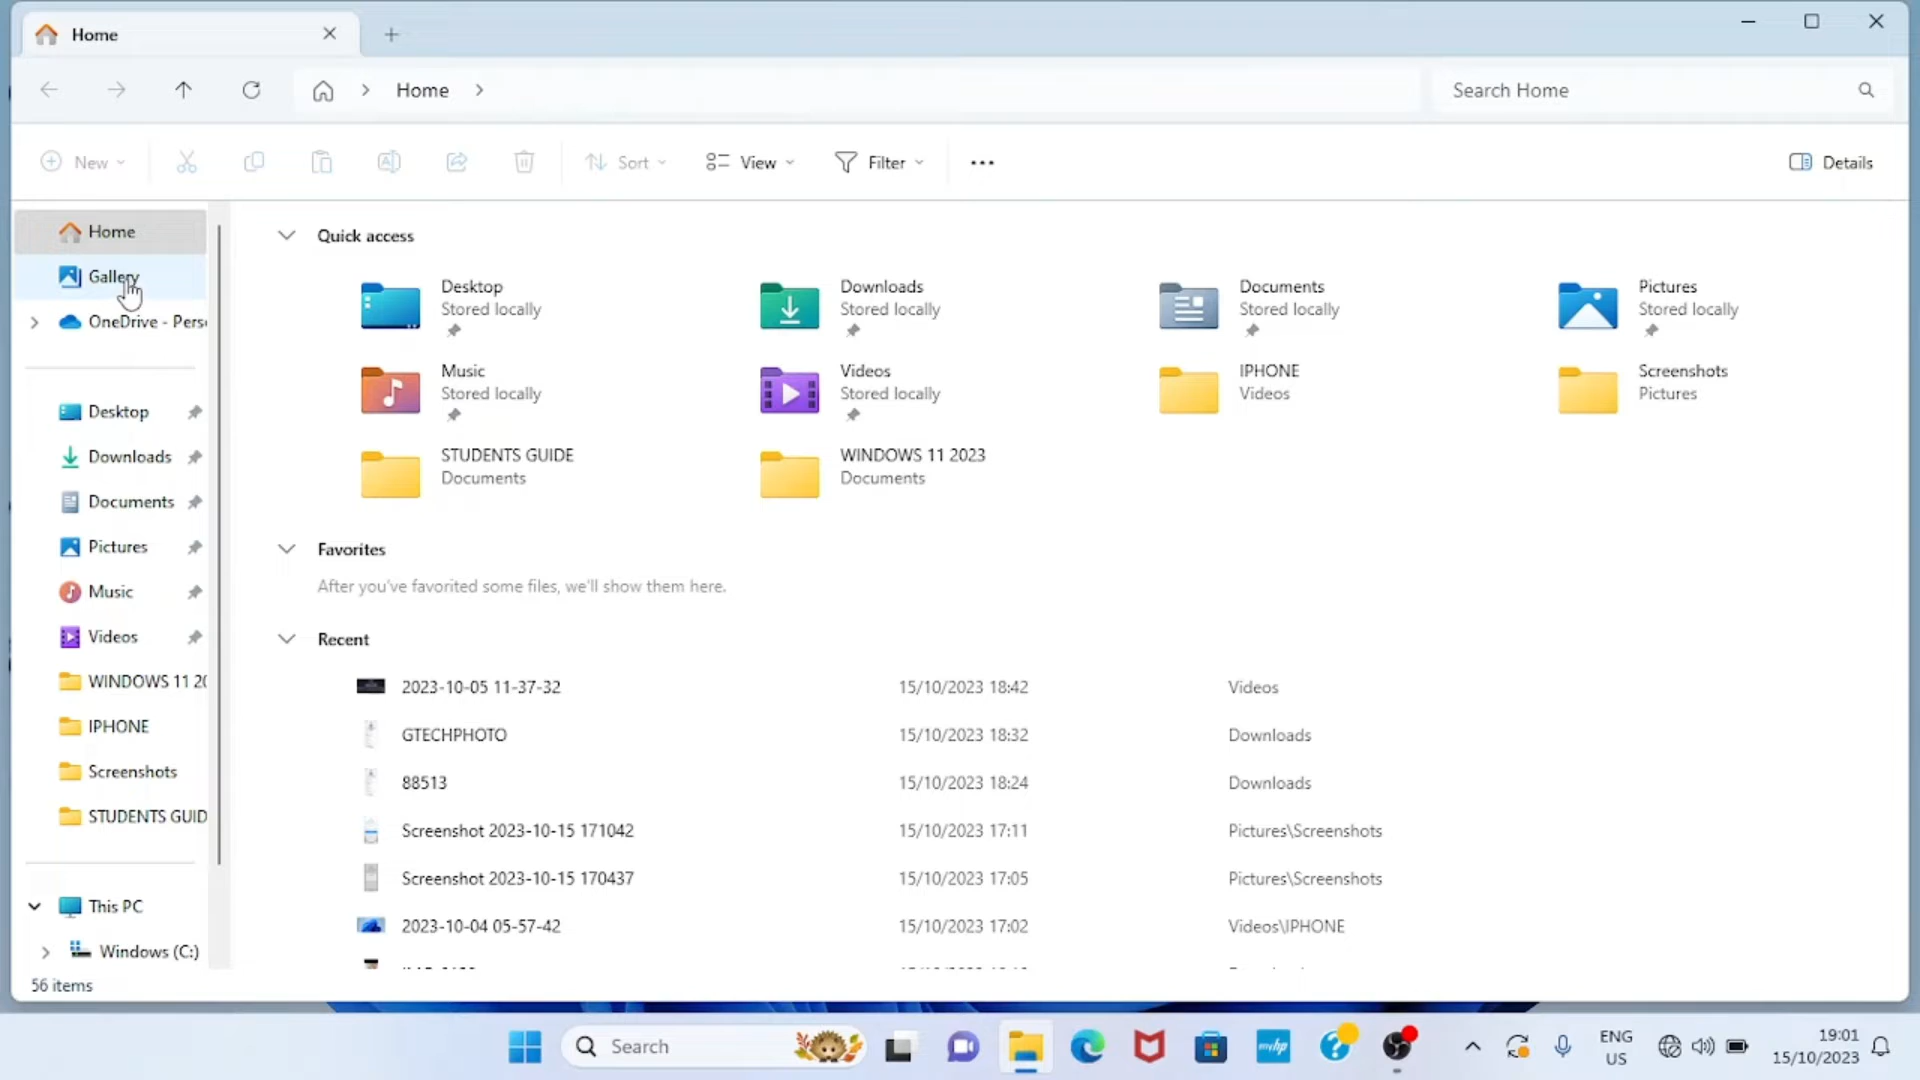 Home
Home
Search Home
New
Sort
View
Filter
Details
Home
Gallery
OneDrive - Pers
Desktop
Downloads
Documents
Pictures
Music
Videos
WINDOWS 11 20
IPHONE
Screenshots
STUDENTS GUID
This PC
Windows (C:)
56 items
Quick access
Desktop
Stored locally
Downloads
Stored locally
Documents
Stored locally
Pictures
Stored locally
Music
Stored locally
Videos
Stored locally
IPHONE
Videos
Screenshots
Pictures
STUDENTS GUIDE
Documents
WINDOWS 11 2023
Documents
Favorites
After you've favorited some files, we'll show them here.
Recent
2023-10-05 11-37-32 15/10/2023 18:42 Videos
GTECHPHOTO 15/10/2023 18:32 Downloads
88513 15/10/2023 18:24 Downloads
Screenshot 2023-10-15 171042 15/10/2023 17:11 Pictures\Screenshots
Screenshot 2023-10-15 170437 15/10/2023 17:05 Pictures\Screenshots
2023-10-04 05-57-42 15/10/2023 17:02 Videos\IPHONE
Search
myhp
ENG
US
19:01
15/10/2023